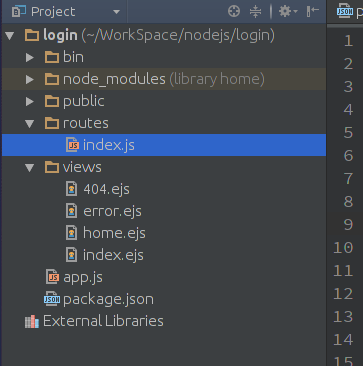 Project
login (~/WorkSpace/nodejs/login)
bin
node_modules (library home)
public
routes
index.js
views
404.ejs
error.ejs
home.ejs
index.ejs
app.js
package.json
External Libraries
1
2
3
4
5
6
7
8
9
10
11
12
13
14
15